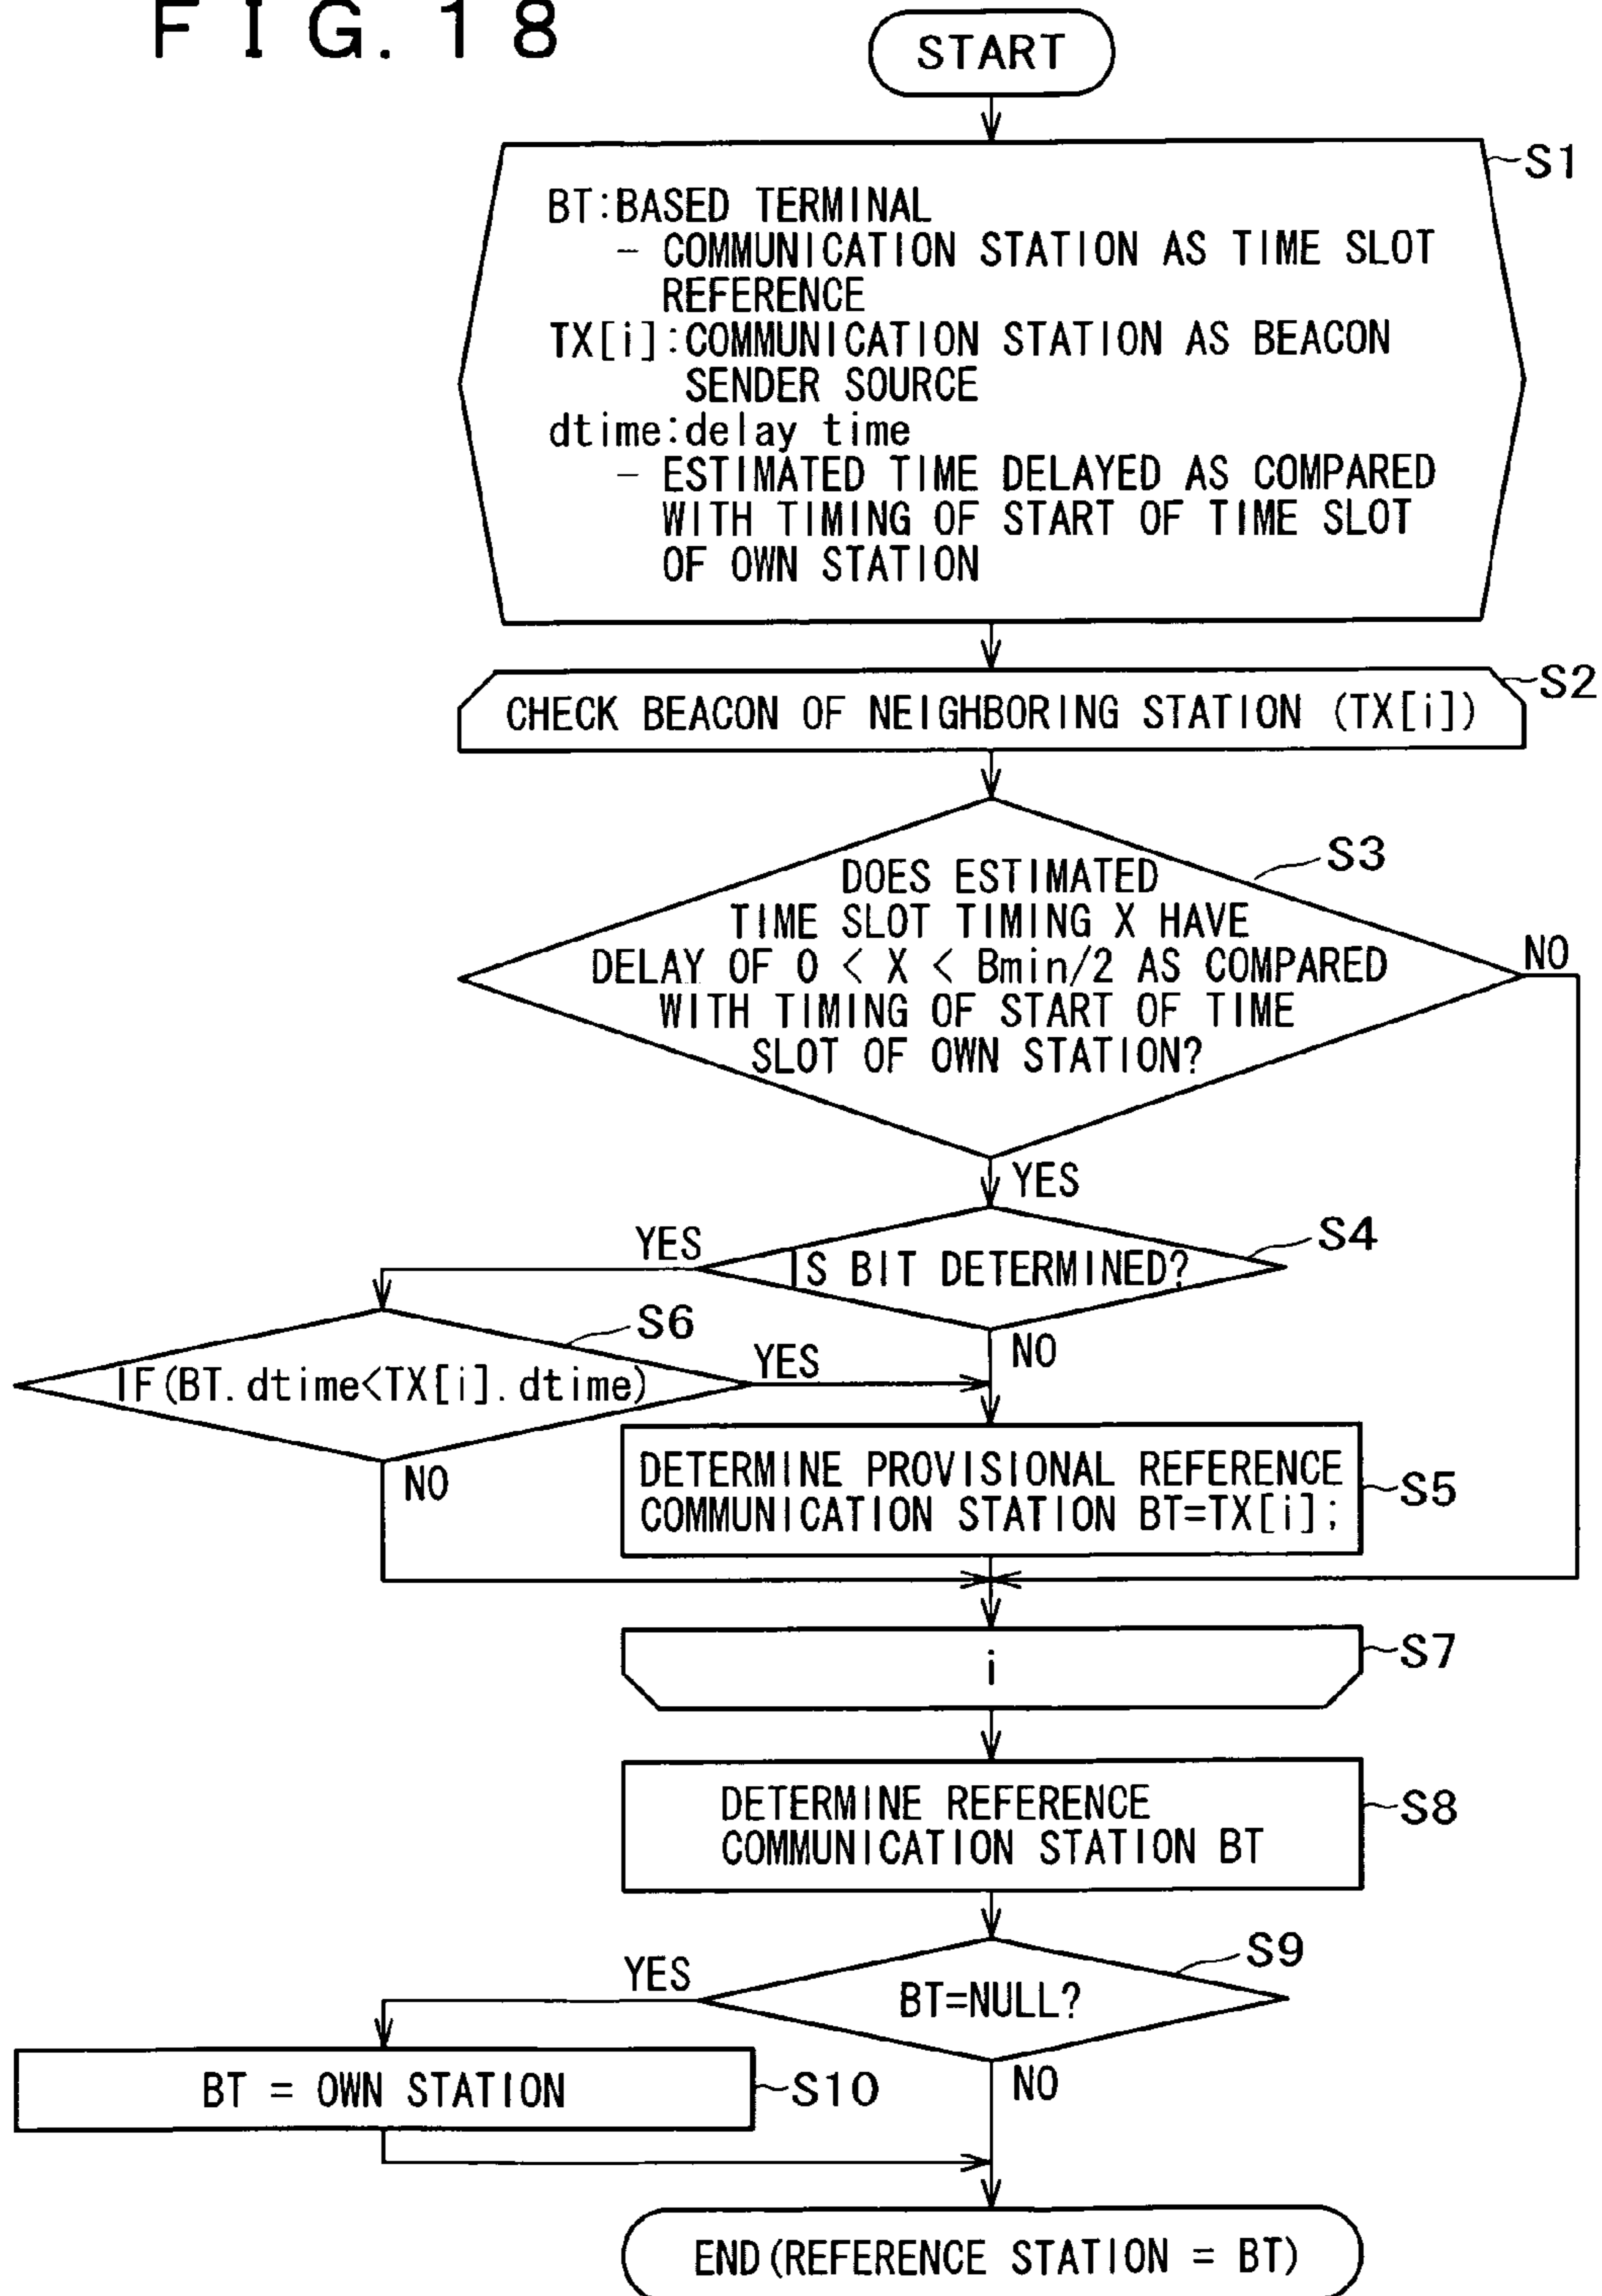 FIG. 18
START
S1
BT:BASED TERMINAL
- COMMUNICATION STATION AS TIME SLOT
REFERENCE
TX[i]:COMMUNICATION STATION AS BEACON
SENDER SOURCE
dtime:delay time
- ESTIMATED TIME DELAYED AS COMPARED
WITH TIMING OF START OF TIME SLOT
OF OWN STATION
S2
CHECK BEACON OF NEIGHBORING STATION (TX[i])
S3
DOES ESTIMATED
TIME SLOT TIMING X HAVE
DELAY OF 0 < X < Bmin/2 AS COMPARED
WITH TIMING OF START OF TIME
SLOT OF OWN STATION?
NO
YES
S4
YES
IS BIT DETERMINED?
NO
S6
IF(BT.dtime<TX[i].dtime)
YES
NO
DETERMINE PROVISIONAL REFERENCE
COMMUNICATION STATION BT=TX[i];
S5
i
S7
DETERMINE REFERENCE
COMMUNICATION STATION BT
S8
S9
YES
BT=NULL?
NO
BT = OWN STATION
S10
END(REFERENCE STATION = BT)